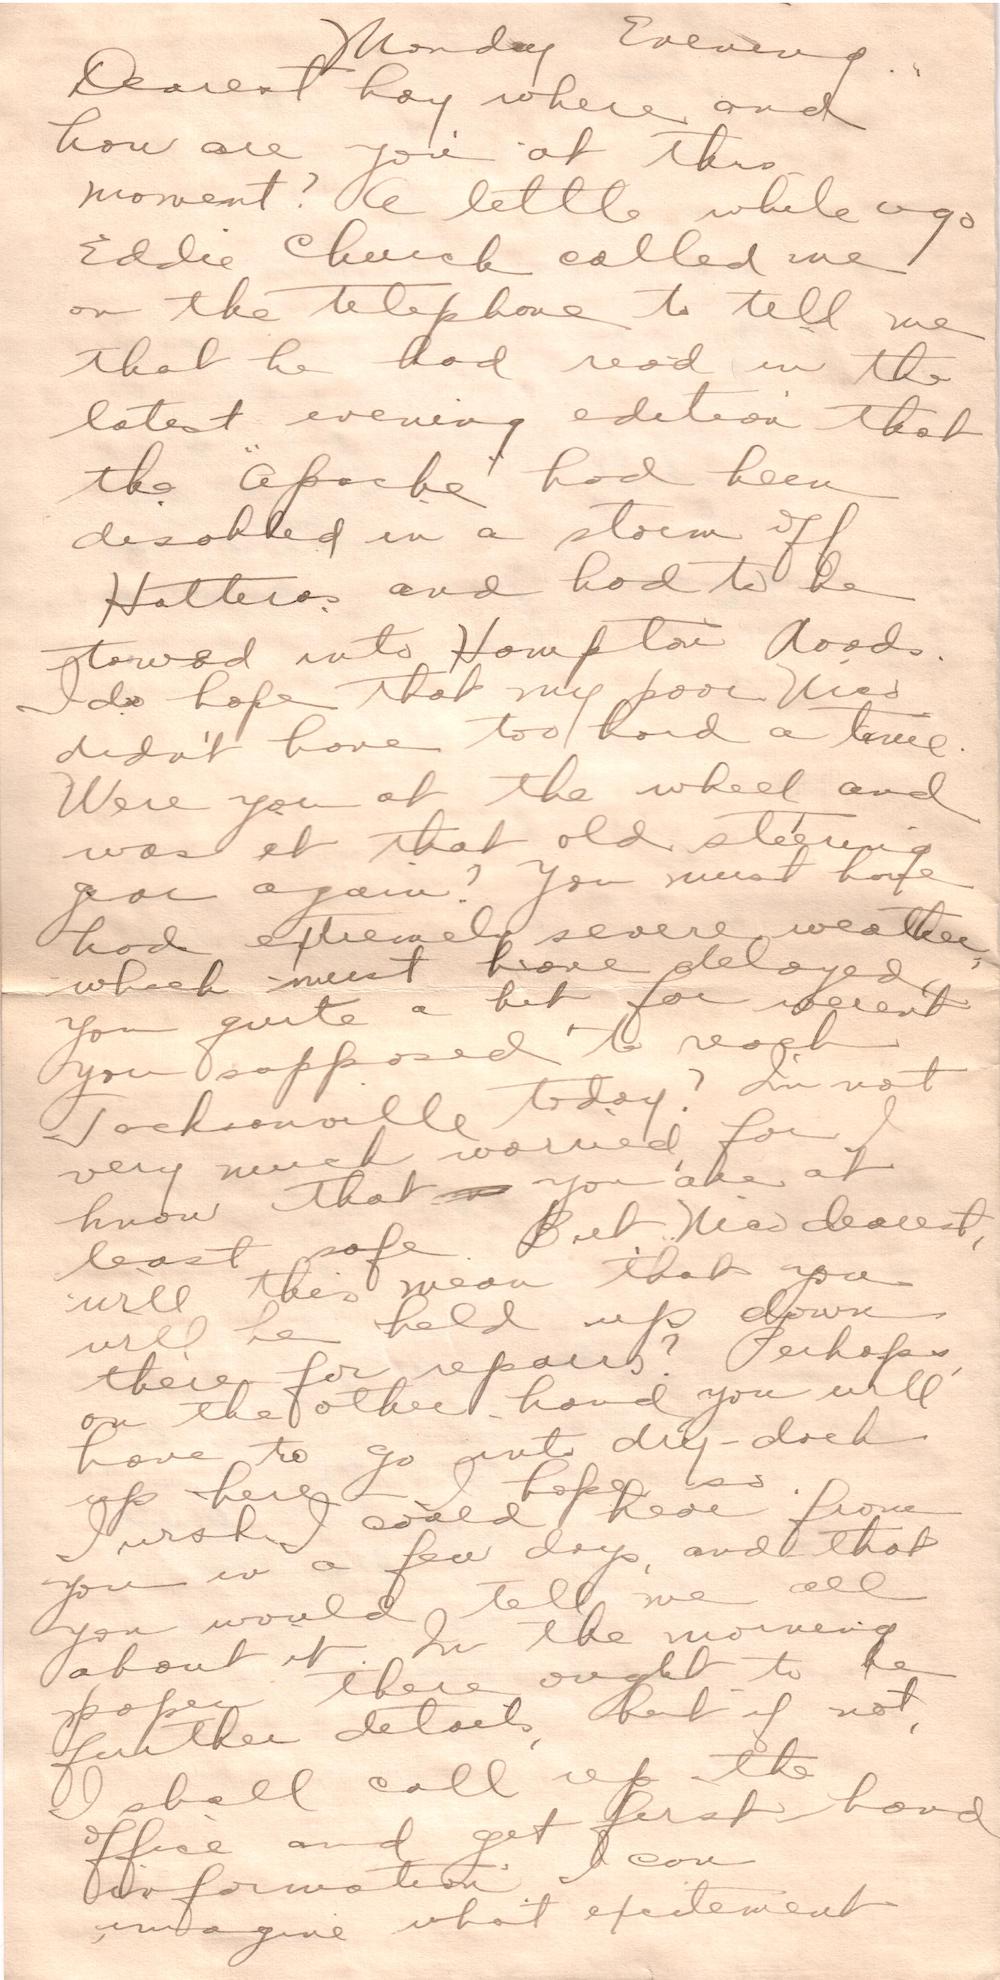 Monday Evening.
Dearest boy where and
how are you at this
moment? A little while ago
Eddie Church called me
on the telephone to tell me
that he had read in the
latest evening edition that
the "Apache" had been
disabled in a storm off
Hatteras and had to be
towed into Hampton Roads.
I do hope that my poor Nico
didn't have too hard a time.
Were you at the wheel and
was it that old steering
gear again? You must have
had extremely severe weather,
which must have delayed
you quite a bit for weren't
you supposed to reach
Jacksonville today? I'm not
very much worried, for I
know that you are at
least safe. But Nico dearest,
will this mean that you
will be held up down
there for repairs? Perhaps,
on the other hand you will
have to go into dry-dock
up here — I hope so.
I wish I could hear from
you in a few days, and that
you would tell me all
about it. In the morning
paper there ought to be
further details, but if not,
I shall call up the
office and get first hand
information. I can
imagine what excitement